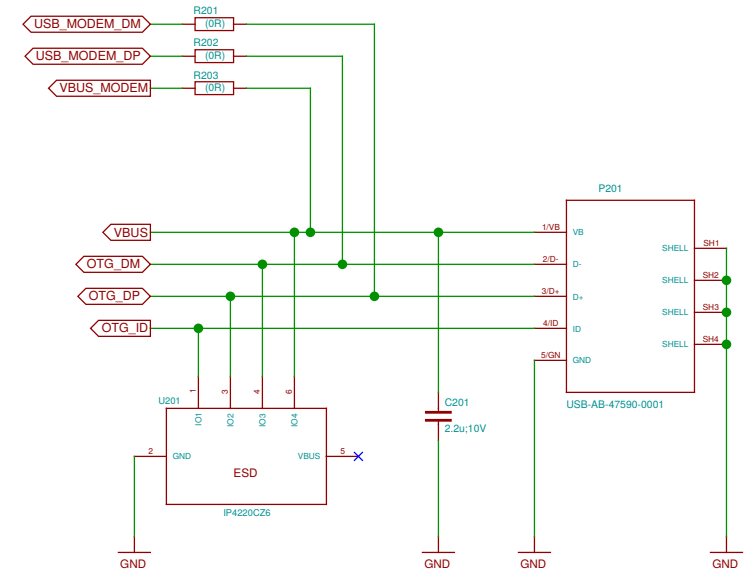 R201
USB_MODEM_DM (0R)
R202
USB_MODEM_DP (0R)
R203
VBUS_MODEM (0R)
P201
VBUS 1/VB VB
SHELL SH1
OTG_DM 2/D- D-
SHELL SH2
OTG_DP 3/D+ D+
SHELL SH3
OTG_ID 4/ID ID
SHELL SH4
5/GN GND
1 3 4 6
U201 C201 USB-AB-47590-0001
IO1 IO2 IO3 IO4
2.2u;10V
2 GND VBUS 5
ESD
IP4220CZ6
GND GND GND GND